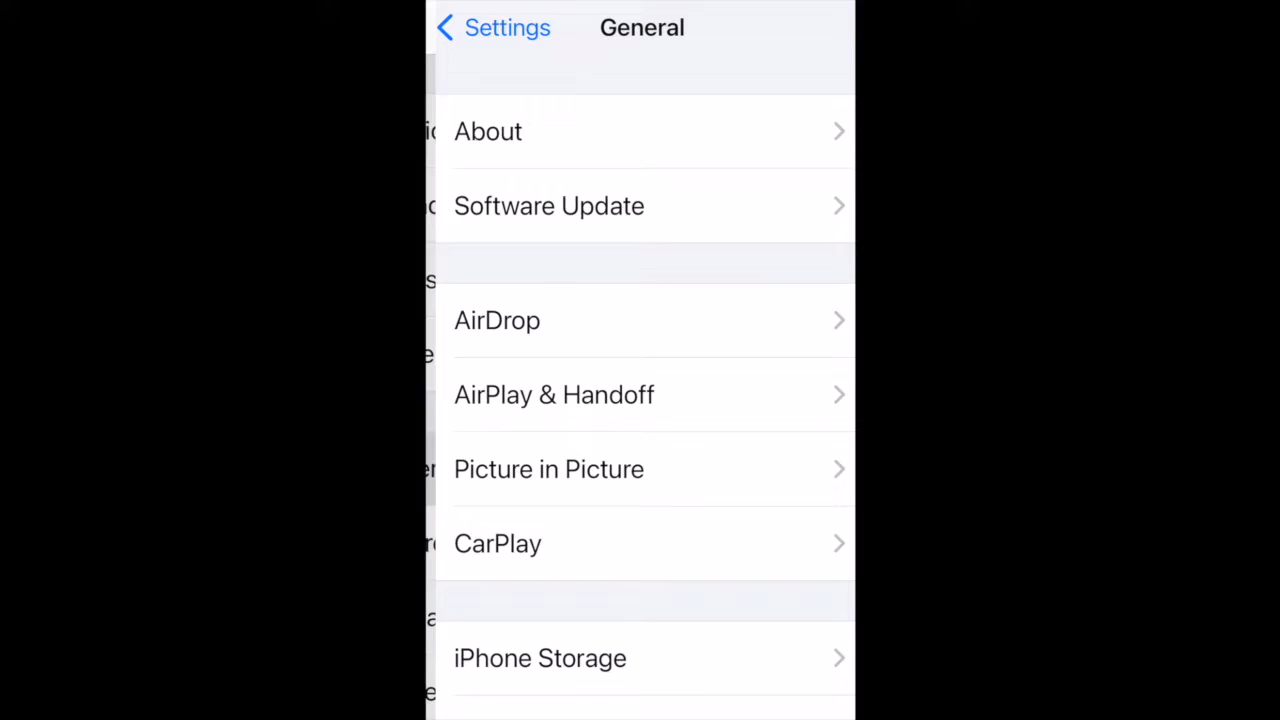 Settings
General
About
Software Update
AirDrop
AirPlay & Handoff
Picture in Picture
CarPlay
iPhone Storage